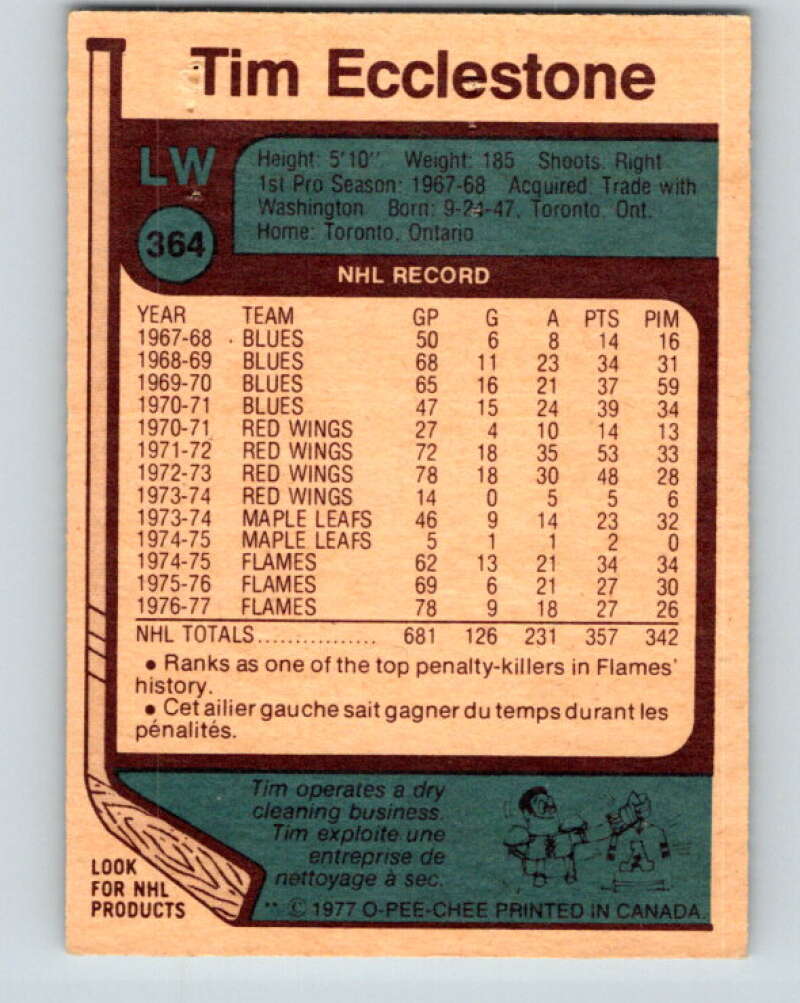 Tim Ecclestone
LW
Height: 5'10" Weight: 185 Shoots: Right
1st Pro Season: 1967-68 Acquired: Trade with
Washington Born: 9-24-47, Toronto, Ont.
Home: Toronto, Ontario
364
NHL RECORD
YEAR TEAM GP G A PTS PIM
1967-68 BLUES 50 6 8 14 16
1968-69 BLUES 68 11 23 34 31
1969-70 BLUES 65 16 21 37 59
1970-71 BLUES 47 15 24 39 34
1970-71 RED WINGS 27 4 10 14 13
1971-72 RED WINGS 72 18 35 53 33
1972-73 RED WINGS 78 18 30 48 28
1973-74 RED WINGS 14 0 5 5 6
1973-74 MAPLE LEAFS 46 9 14 23 32
1974-75 MAPLE LEAFS 5 1 1 2 0
1974-75 FLAMES 62 13 21 34 34
1975-76 FLAMES 69 6 21 27 30
1976-77 FLAMES 78 9 18 27 26
NHL TOTALS................ 681 126 231 357 342
• Ranks as one of the top penalty-killers in Flames'
history.
• Cet ailier gauche sait gagner du temps durant les
pénalités.
Tim operates a dry
cleaning business.
Tim exploite une
entreprise de
nettoyage à sec.
LOOK
FOR NHL
PRODUCTS
** © 1977 O-PEE-CHEE PRINTED IN CANADA.
A